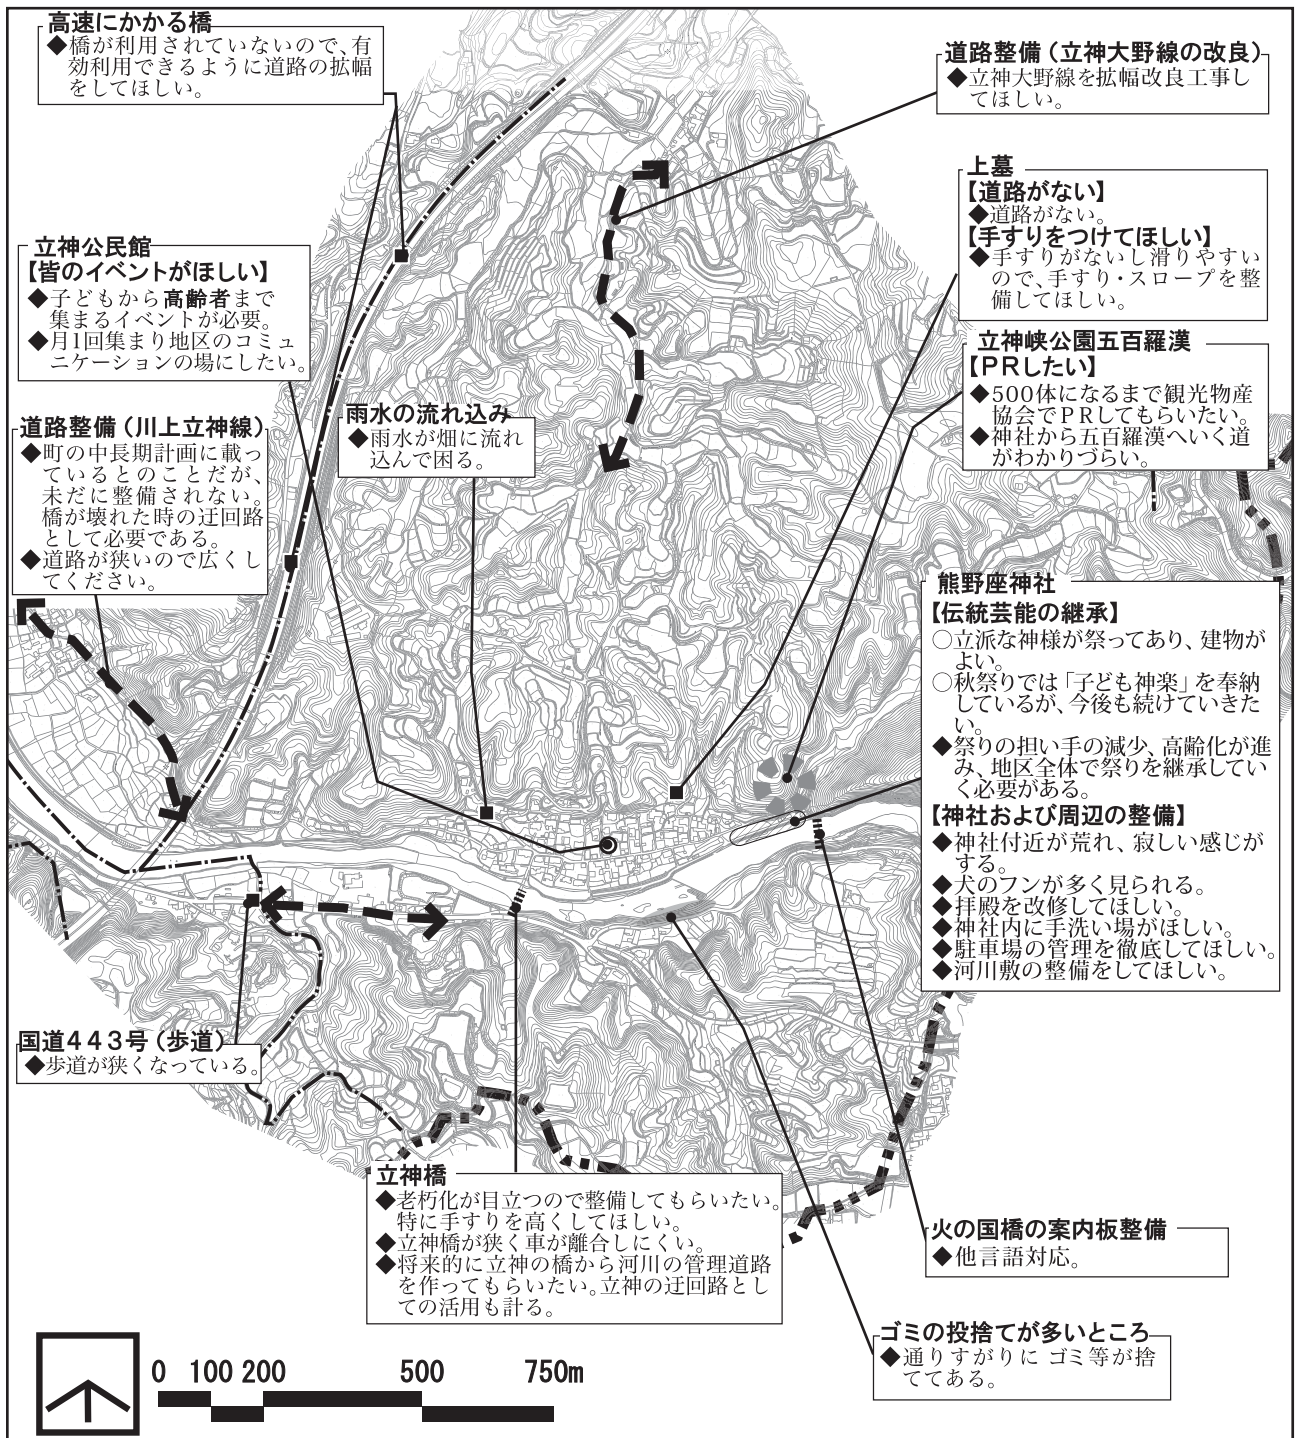 高速にかかる橋
◆橋が利用されていないので、有
効利用できるように道路の拡幅
をしてほしい。
道路整備（立神大野線の改良）
◆立神大野線を拡幅改良工事し
てほしい。
上墓
【道路がない】
◆道路がない。
【手すりをつけてほしい】
◆手すりがないし滑りやすい
ので、手すり・スロープを整
備してほしい。
立神公民館
【皆のイベントがほしい】
◆子どもから高齢者まで
集まるイベントが必要。
◆月1回集まり地区のコミュ
ニケーションの場にしたい。
立神峡公園五百羅漢
【PRしたい】
◆500体になるまで観光物産
協会でPRしてもらいたい。
◆神社から五百羅漢へいく道
がわかりづらい。
道路整備（川上立神線）
◆町の中長期計画に載っ
ているとのことだが、
未だに整備されない。
橋が壊れた時の迂回路
として必要である。
◆道路が狭いので広くし
てください。
雨水の流れ込み
◆雨水が畑に流れ
込んで困る。
熊野座神社
【伝統芸能の継承】
○立派な神様が祭ってあり、建物が
よい。
○秋祭りでは「子ども神楽」を奉納
しているが、今後も続けていきた
い。
◆祭りの担い手の減少、高齢化が進
み、地区全体で祭りを継承してい
く必要がある。
【神社および周辺の整備】
◆神社付近が荒れ、寂しい感じが
する。
◆犬のフンが多く見られる。
◆拝殿を改修してほしい。
◆神社内に手洗い場がほしい。
◆駐車場の管理を徹底してほしい。
◆河川敷の整備をしてほしい。
国道443号（歩道）
◆歩道が狭くなっている。
立神橋
◆老朽化が目立つので整備してもらいたい。
特に手すりを高くしてほしい。
◆立神橋が狭く車が離合しにくい。
◆将来的に立神の橋から河川の管理道路
を作ってもらいたい。立神の迂回路とし
ての活用も計る。
火の国橋の案内板整備
◆他言語対応。
ゴミの投捨てが多いところ
◆通りすがりに ゴミ等が捨
ててある。
0 100 200 500 750m